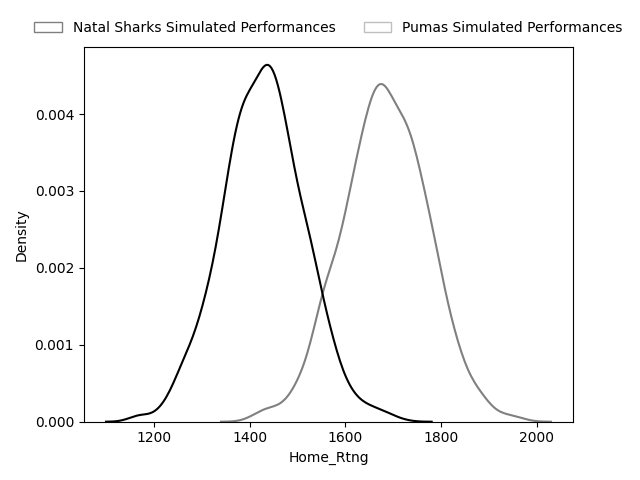 Natal Sharks Simulated Performances
Pumas Simulated Performances
Density
0.004
0.003
0.002
0.001
0.000
1200
1400
1600
1800
2000
Home_Rtng